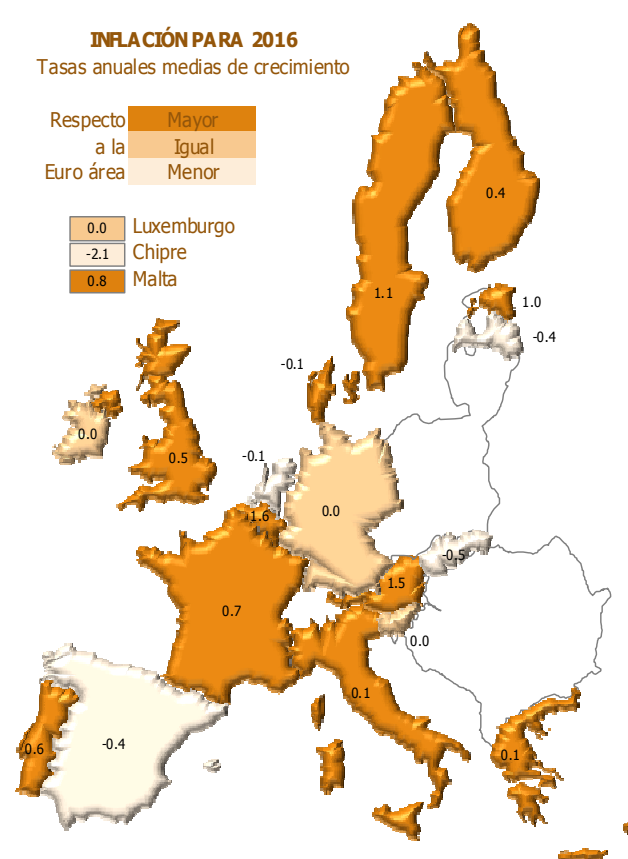 INFLACIÓN PARA 2016
Tasas anuales medias de crecimiento
Respecto Mayor
a la Igual
Euro área Menor
0.0 Luxemburgo
-2.1 Chipre
0.8 Malta
0.4
1.1
1.0
-0.4
-0.1
0.0
0.5
-0.1
0.0
1.6
-0.5
1.5
0.7
0.0
0.1
-0.4
0.6
0.1